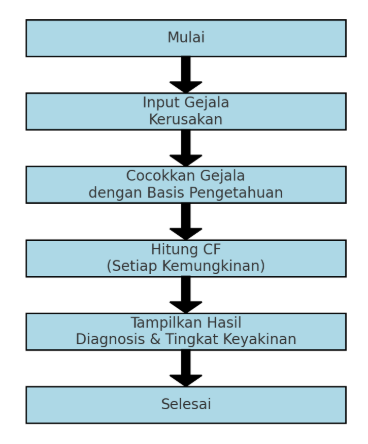 Mulai
Input Gejala
Kerusakan
Cocokkan Gejala
dengan Basis Pengetahuan
Hitung CF
(Setiap Kemungkinan)
Tampilkan Hasil
Diagnosis & Tingkat Keyakinan
Selesai